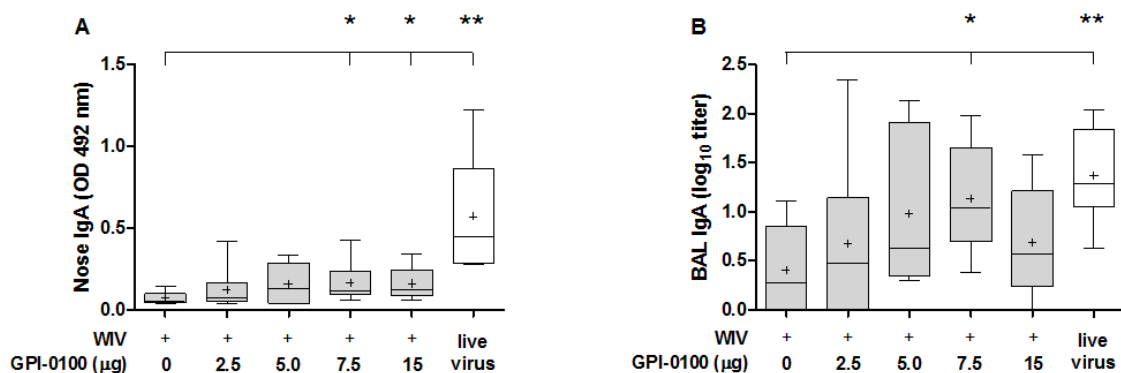 A
* * **
1.5
1.0
0.5
0.0
Nose IgA (OD 492 nm)
WIV + + + + + live
GPI-0100 (μg) 0 2.5 5.0 7.5 15 virus
B
* **
2.5
2.0
1.5
1.0
0.5
0.0
BAL IgA (log10 titer)
WIV + + + + + live
GPI-0100 (μg) 0 2.5 5.0 7.5 15 virus